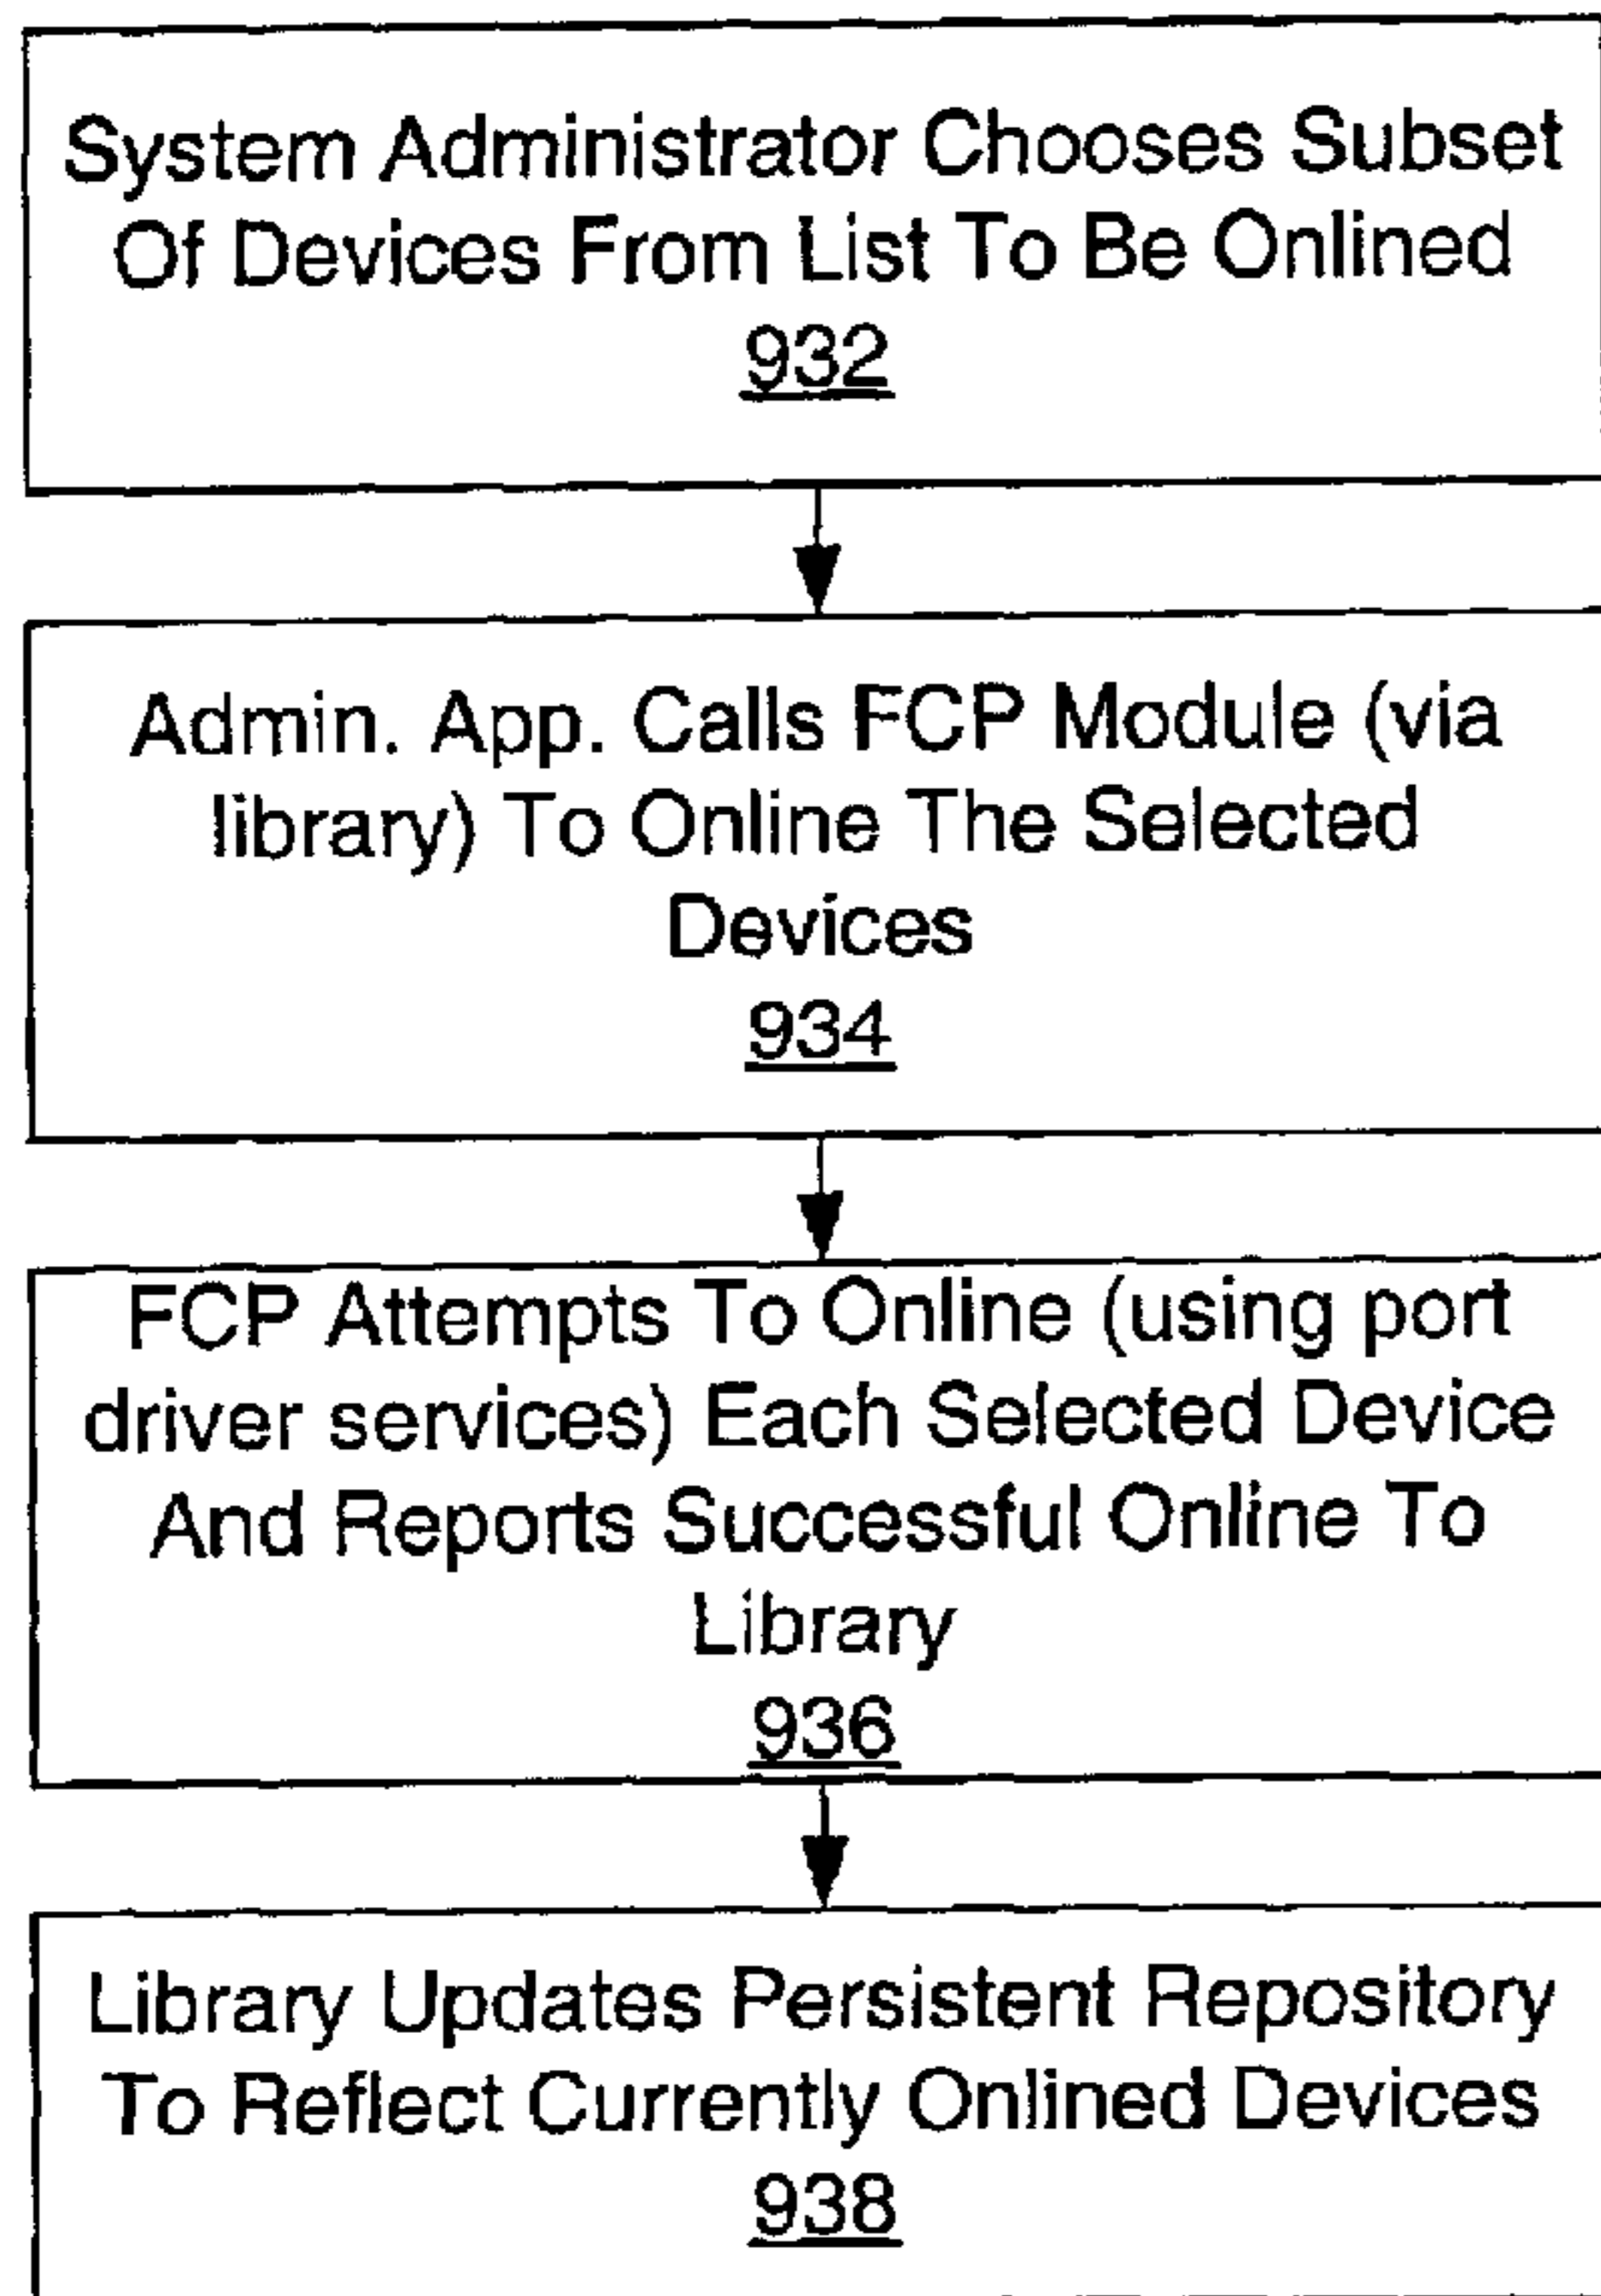 System Administrator Chooses Subset
Of Devices From List To Be Onlined
932
Admin. App. Calls FCP Module (via
library) To Online The Selected
Devices
934
FCP Attempts To Online (using port
driver services) Each Selected Device
And Reports Successful Online To
Library
936
Library Updates Persistent Repository
To Reflect Currently Onlined Devices
938